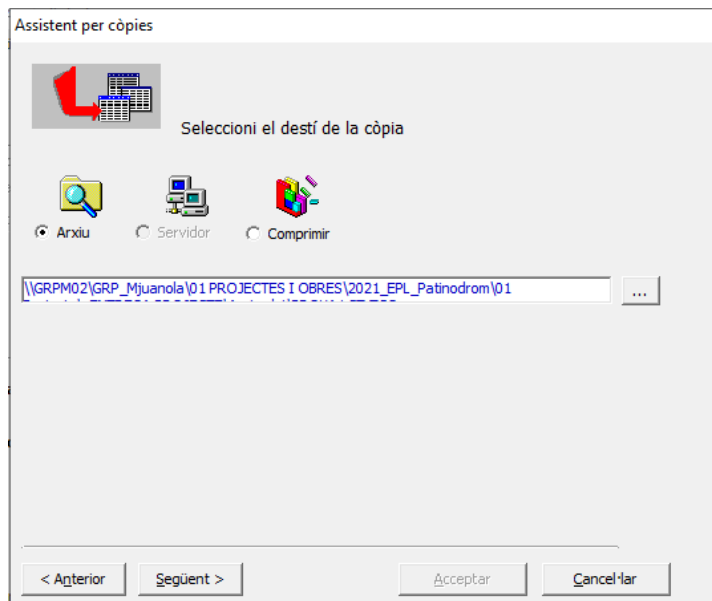 Assistent per còpies
Seleccioni el destí de la còpia
Arxiu
Servidor
Comprimir
\\GRPM02\GRP_Mjuanola\01 PROJECTES I OBRES\2021_EPL_Patinodrom\01
...
< Anterior
Següent >
Acceptar
Cancel·lar